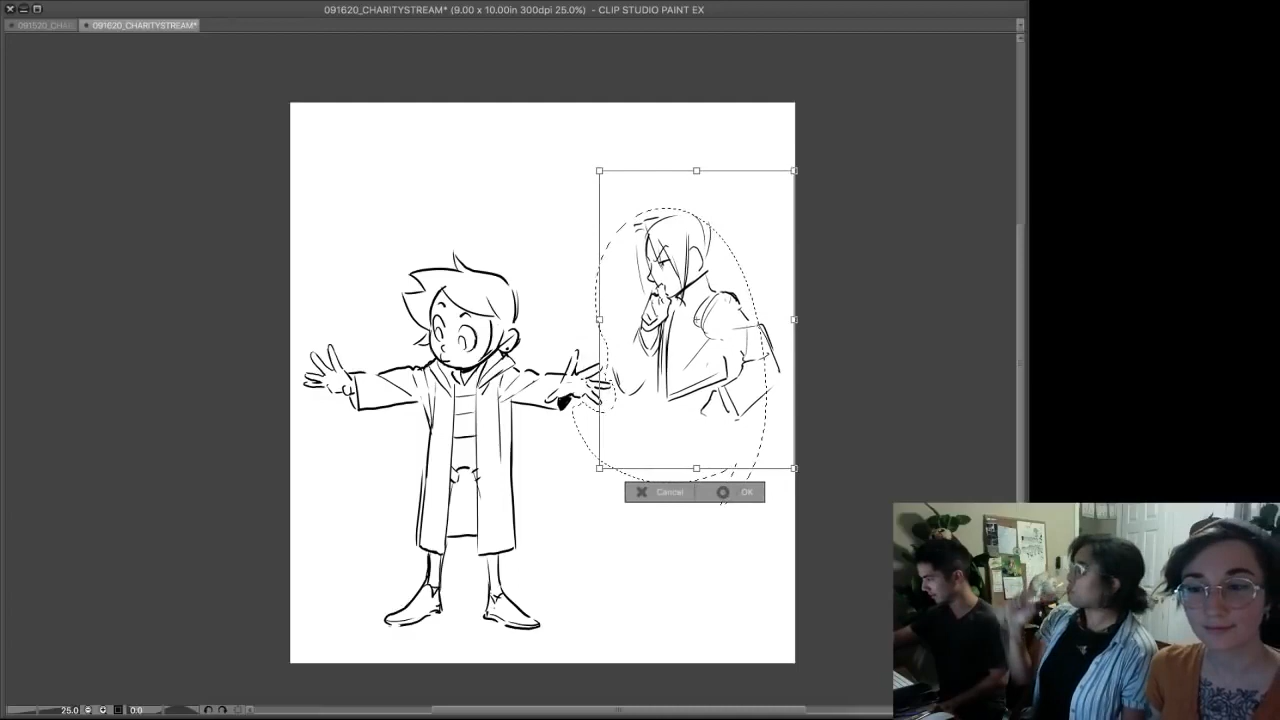 091620_CHARITYSTREAM* (9.00 x 10.00in 300dpi 25.0%) - CLIP STUDIO PAINT EX
091520_CHAR 091620_CHARITYSTREAM*
Cancel OK
25.0 0.0